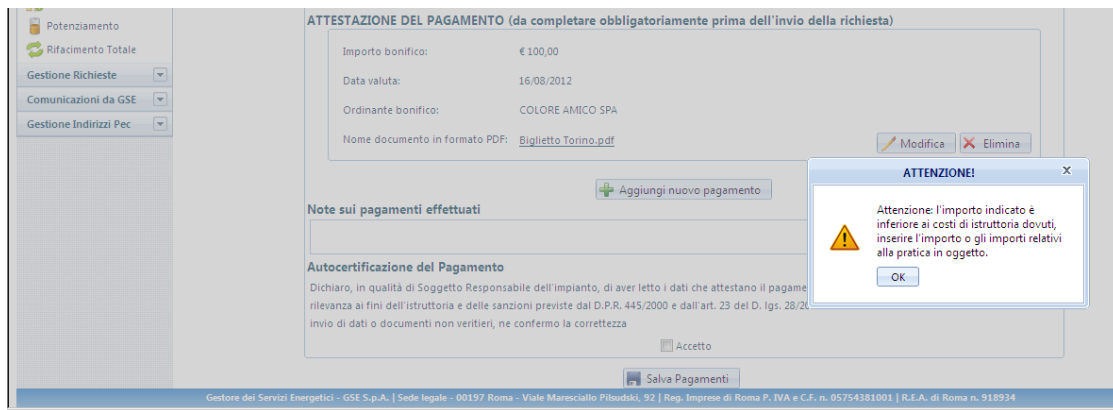 Potenziamento
Rifacimento Totale
Gestione Richieste
Comunicazioni da GSE
Gestione Indirizzi Pec
ATTESTAZIONE DEL PAGAMENTO (da completare obbligatoriamente prima dell'invio della richiesta)
Importo bonifico: € 100,00
Data valuta: 16/08/2012
Ordinante bonifico: COLORE AMICO SPA
Nome documento in formato PDF: Biglietto Torino.pdf
Modifica Elimina
Aggiungi nuovo pagamento
Note sui pagamenti effettuati
Autocertificazione del Pagamento
Dichiaro, in qualità di Soggetto Responsabile dell'impianto, di aver letto i dati che attestano il pagame
rilevanza ai fini dell'istruttoria e delle sanzioni previste dal D.P.R. 445/2000 e dall'art. 23 del D. lgs. 28/20
invio di dati o documenti non veritieri, ne confermo la correttezza
Accetto
Salva Pagamenti
ATTENZIONE! x
Attenzione: l'importo indicato è
inferiore ai costi di istruttoria dovuti,
inserire l'importo o gli importi relativi
alla pratica in oggetto.
OK
Gestore dei Servizi Energetici - GSE S.p.A. | Sede legale - 00197 Roma - Viale Maresciallo Pilsudski, 92 | Reg. Imprese di Roma P. IVA e C.F. n. 05754381001 | R.E.A. di Roma n. 918934